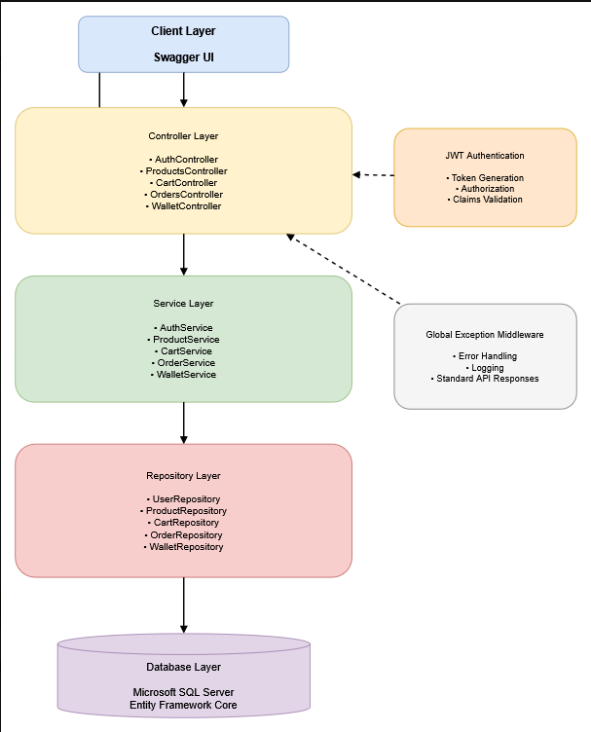 Client Layer
Swagger UI
Controller Layer
• AuthController
• ProductsController
• CartController
• OrdersController
• WalletController
JWT Authentication
• Token Generation
• Authorization
• Claims Validation
Service Layer
• AuthService
• ProductService
• CartService
• OrderService
• WalletService
Global Exception Middleware
• Error Handling
• Logging
• Standard API Responses
Repository Layer
• UserRepository
• ProductRepository
• CartRepository
• OrderRepository
• WalletRepository
Database Layer
Microsoft SQL Server
Entity Framework Core